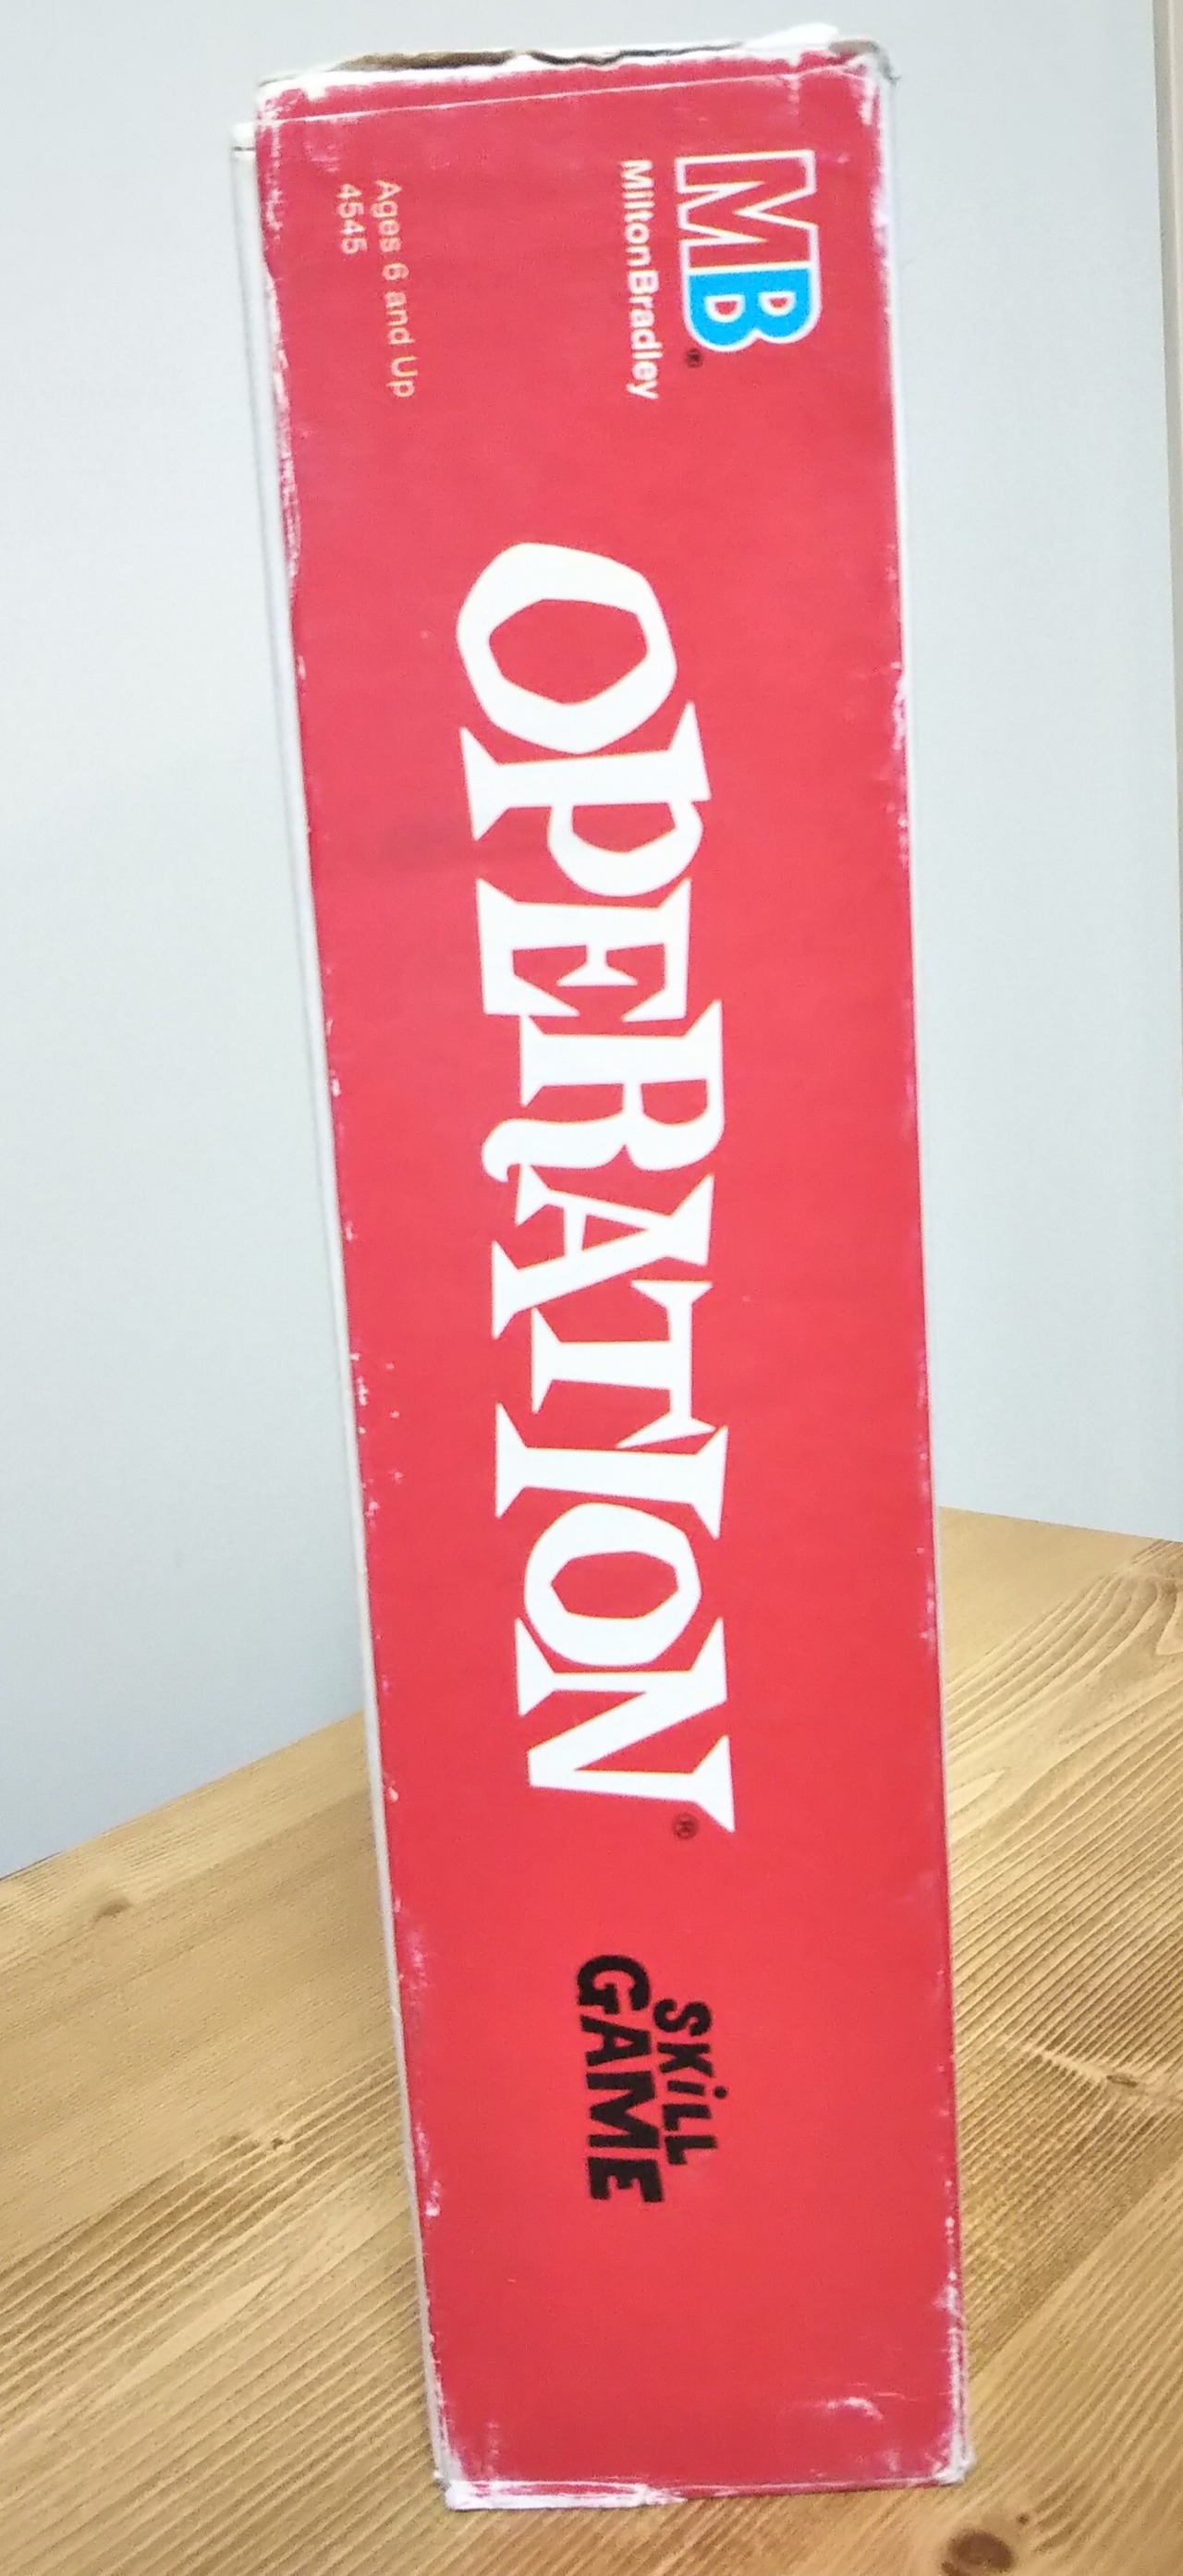 MB®
MiltonBradley
Ages 6 and Up
4545
OPERATION®
SKiLL
GAME